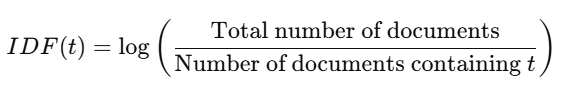 IDF(t) = log ( Total number of documents / Number of documents containing t )